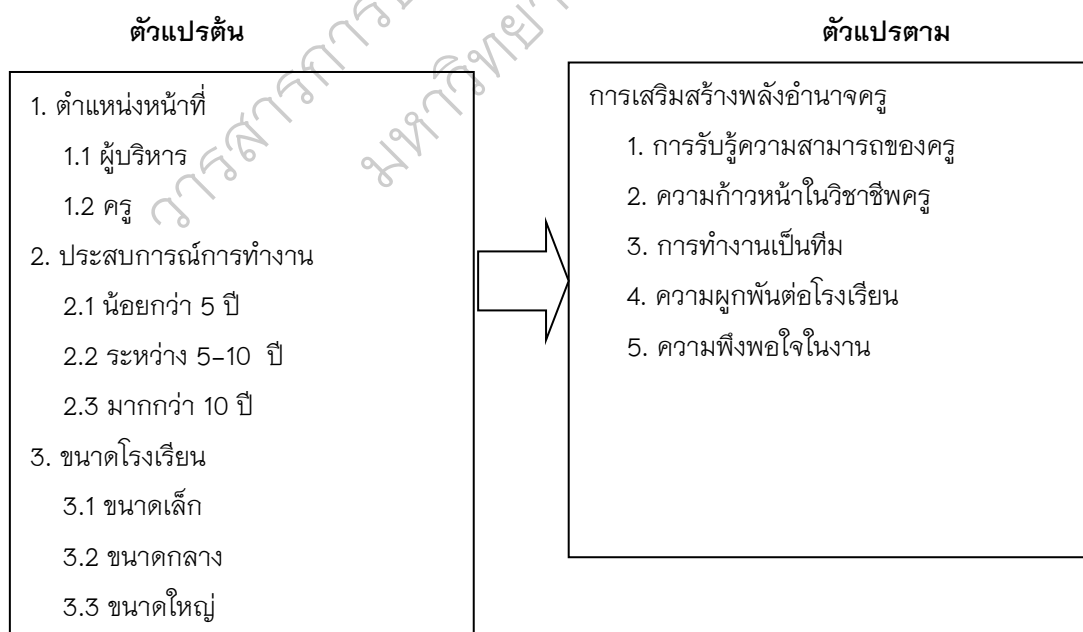 ตัวแปรต้น
1. ตำแหน่งหน้าที่
1.1 ผู้บริหาร
1.2 ครู
2. ประสบการณ์การทำงาน
2.1 น้อยกว่า 5 ปี
2.2 ระหว่าง 5–10 ปี
2.3 มากกว่า 10 ปี
3. ขนาดโรงเรียน
3.1 ขนาดเล็ก
3.2 ขนาดกลาง
3.3 ขนาดใหญ่
ตัวแปรตาม
การเสริมสร้างพลังอำนาจครู
1. การรับรู้ความสามารถของครู
2. ความก้าวหน้าในวิชาชีพครู
3. การทำงานเป็นทีม
4. ความผูกพันต่อโรงเรียน
5. ความพึงพอใจในงาน
วารสารการ